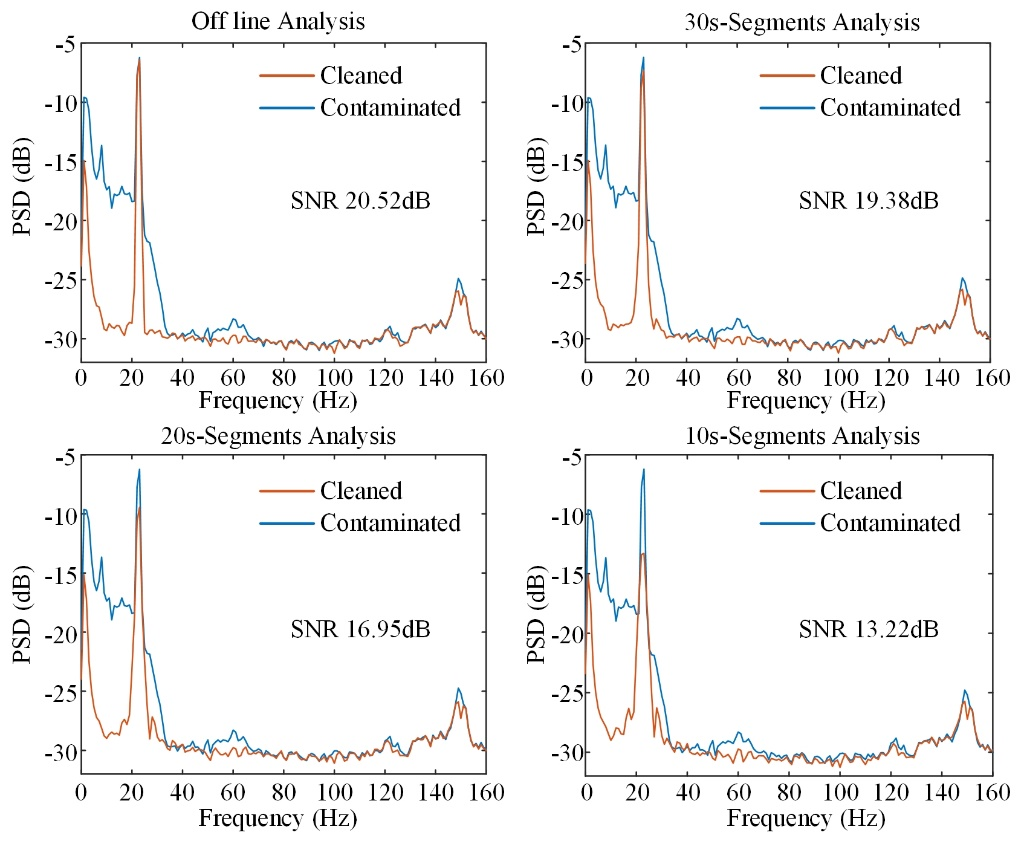 Off line Analysis
-5
-10
-15
-20
-25
-30
PSD (dB)
Cleaned
Contaminated
SNR 20.52dB
0 20 40 60 80 100 120 140 160
Frequency (Hz)
30s-Segments Analysis
-5
-10
-15
-20
-25
-30
PSD (dB)
Cleaned
Contaminated
SNR 19.38dB
0 20 40 60 80 100 120 140 160
Frequency (Hz)
20s-Segments Analysis
-5
-10
-15
-20
-25
-30
PSD (dB)
Cleaned
Contaminated
SNR 16.95dB
0 20 40 60 80 100 120 140 160
Frequency (Hz)
10s-Segments Analysis
-5
-10
-15
-20
-25
-30
PSD (dB)
Cleaned
Contaminated
SNR 13.22dB
0 20 40 60 80 100 120 140 160
Frequency (Hz)